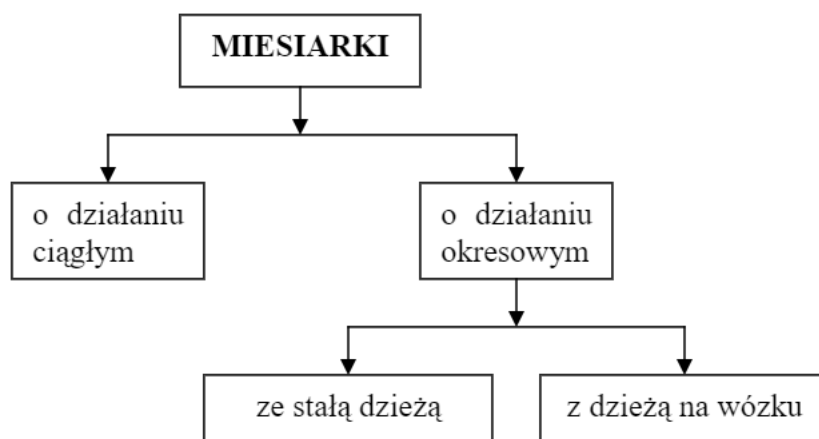 MIESIARKI
o działaniu
ciągłym
o działaniu
okresowym
ze stałą dzieżą
z dzieżą na wózku